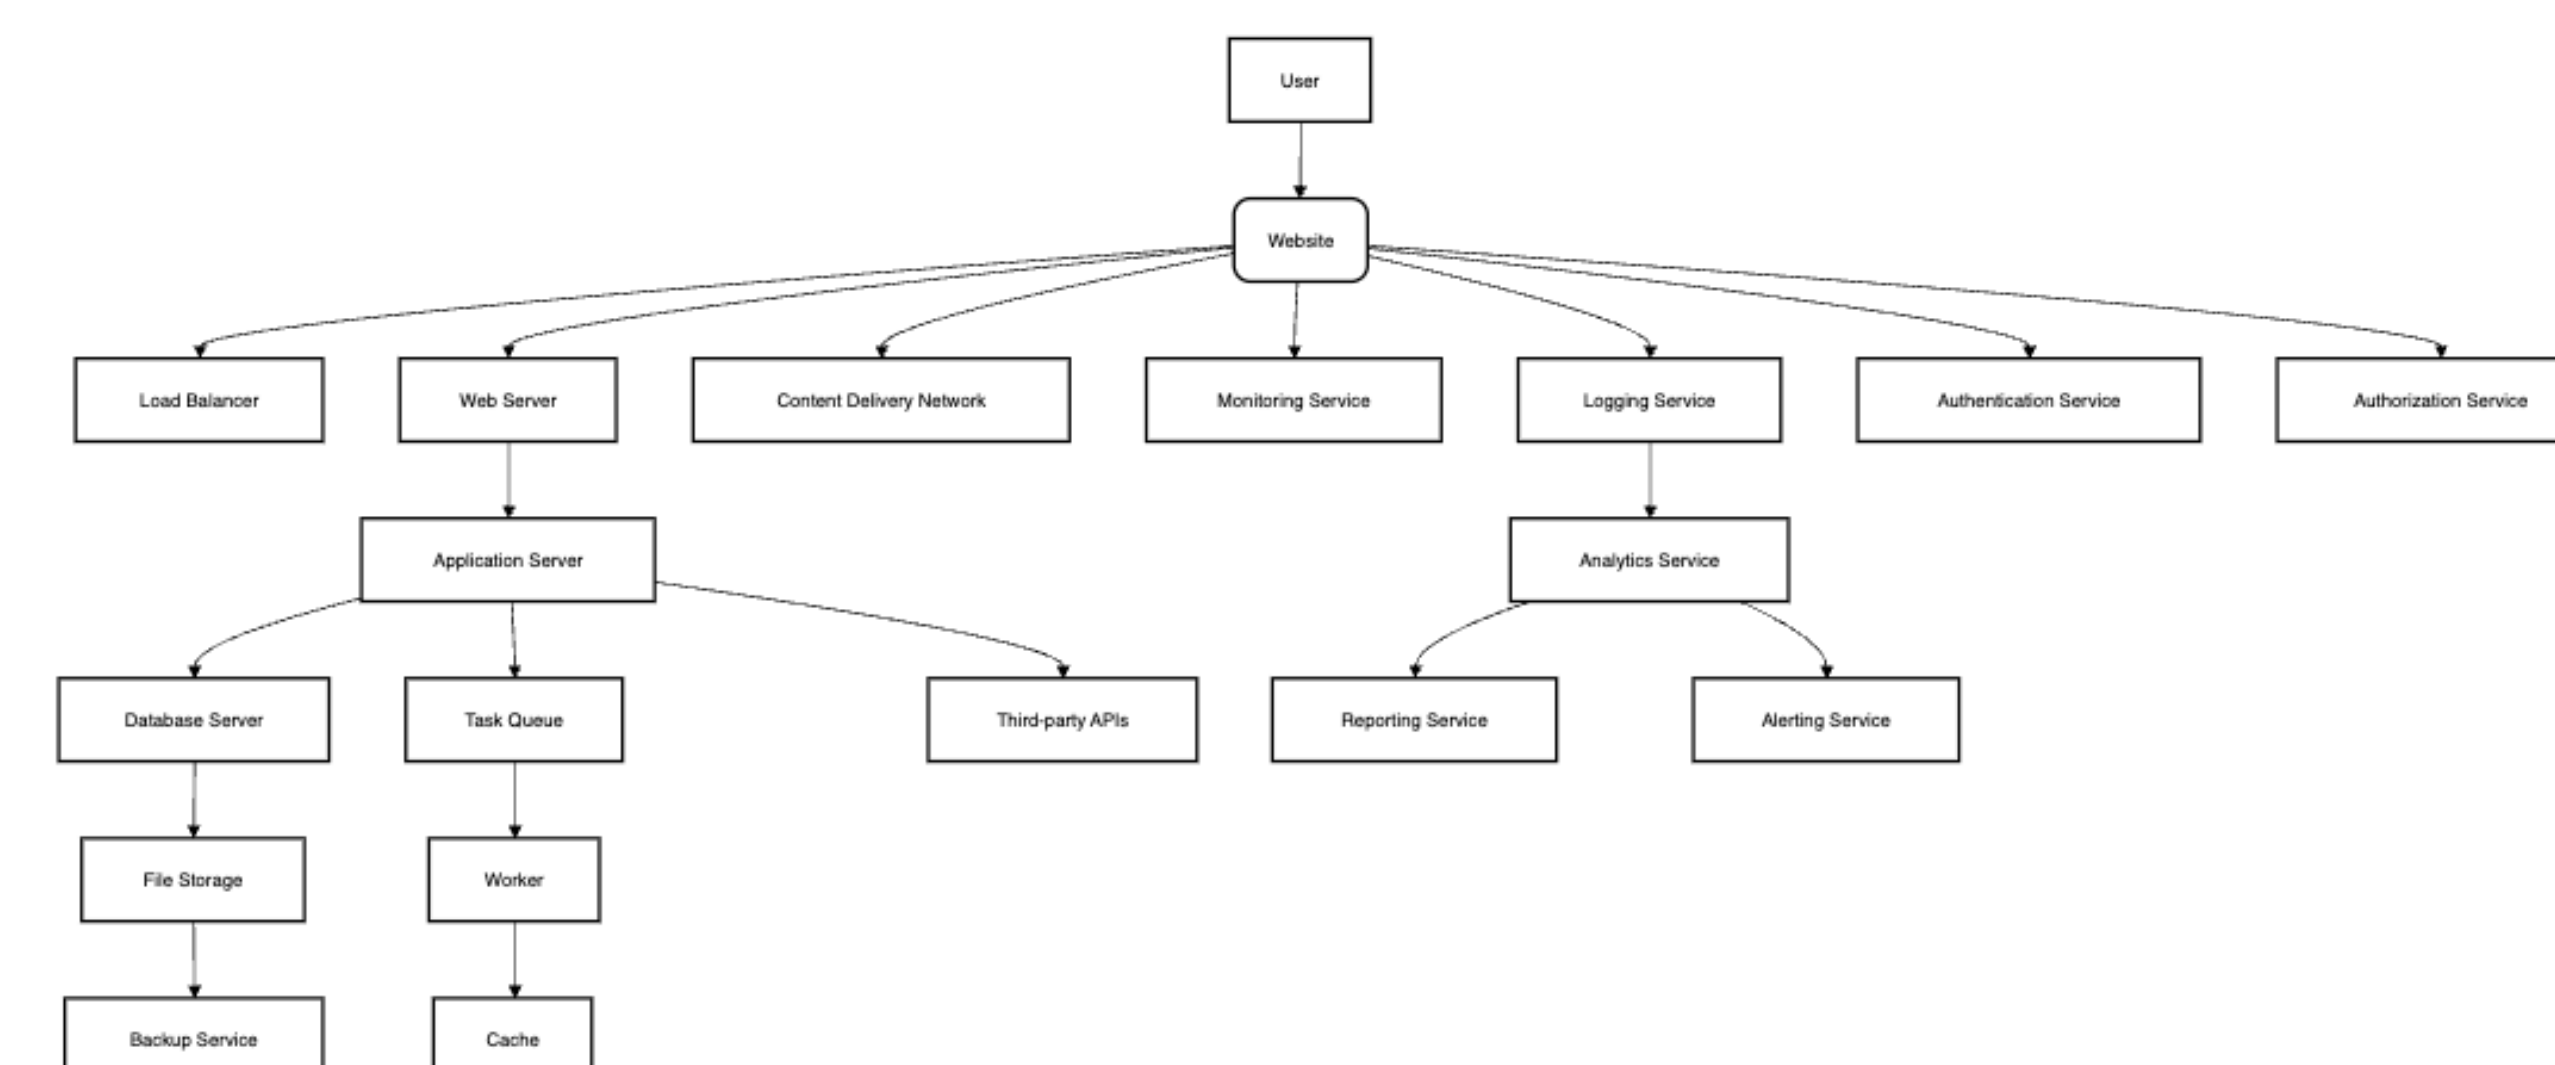 User
Website
Load Balancer
Web Server
Content Delivery Network
Monitoring Service
Logging Service
Authentication Service
Authorization Service
Application Server
Analytics Service
Database Server
Task Queue
Third-party APIs
Reporting Service
Alerting Service
File Storage
Worker
Backup Service
Cache